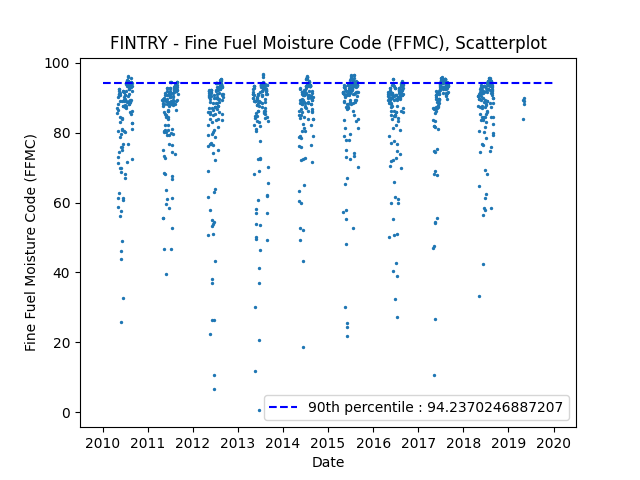 FINTRY - Fine Fuel Moisture Code (FFMC), Scatterplot
100
80
60
40
20
0
Fine Fuel Moisture Code (FFMC)
90th percentile : 94.2370246887207
2010 2011 2012 2013 2014 2015 2016 2017 2018 2019 2020
Date